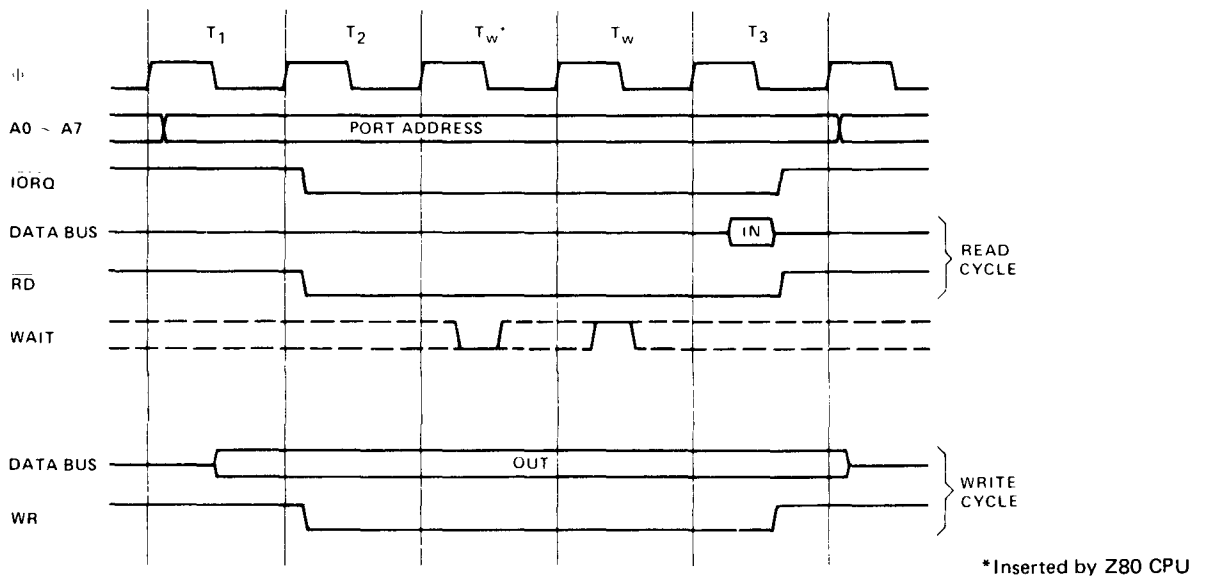 T1 T2 Tw* Tw T3
Φ
A0 ~ A7 PORT ADDRESS
IORQ
DATA BUS IN
READ
CYCLE
RD
WAIT
DATA BUS OUT
WRITE
CYCLE
WR
*Inserted by Z80 CPU